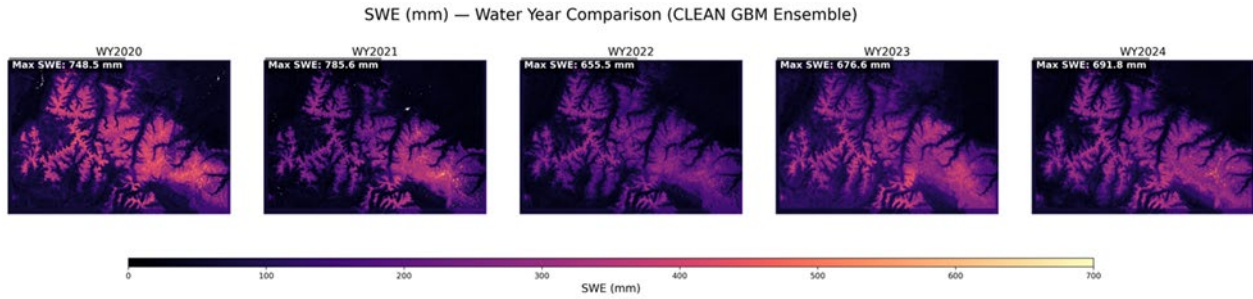 SWE (mm) — Water Year Comparison (CLEAN GBM Ensemble)
WY2020
WY2021
WY2022
WY2023
WY2024
Max SWE: 748.5 mm
Max SWE: 785.6 mm
Max SWE: 655.5 mm
Max SWE: 676.6 mm
Max SWE: 691.8 mm
0
100
200
300
400
500
600
700
SWE (mm)